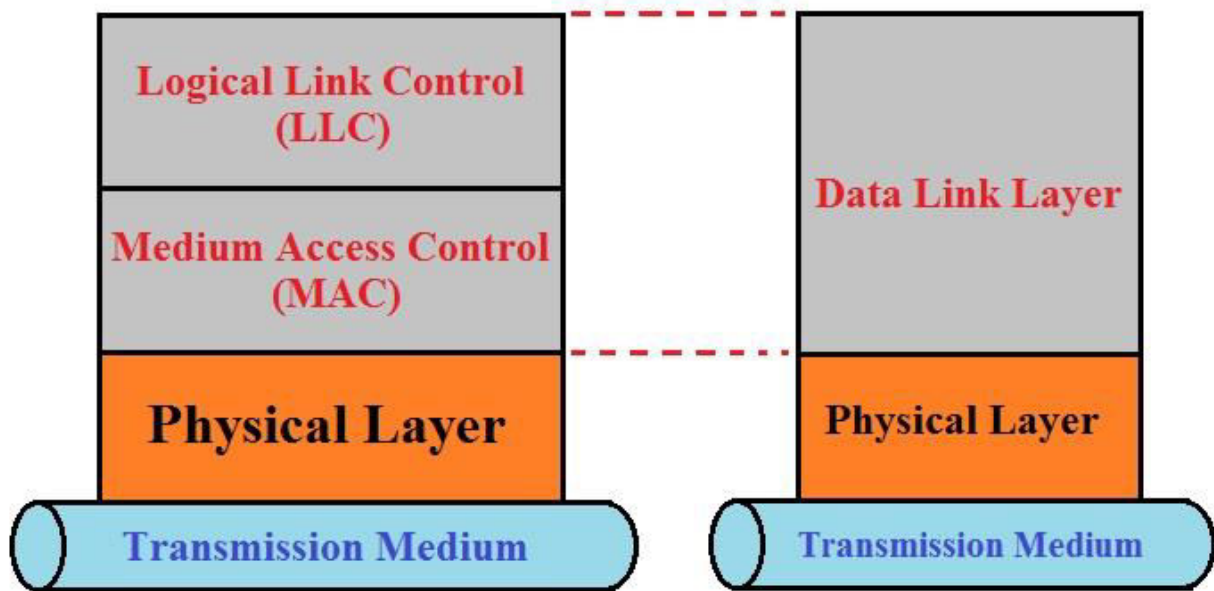 Logical Link Control
(LLC)
Medium Access Control
(MAC)
Physical Layer
Transmission Medium
Data Link Layer
Physical Layer
Transmission Medium